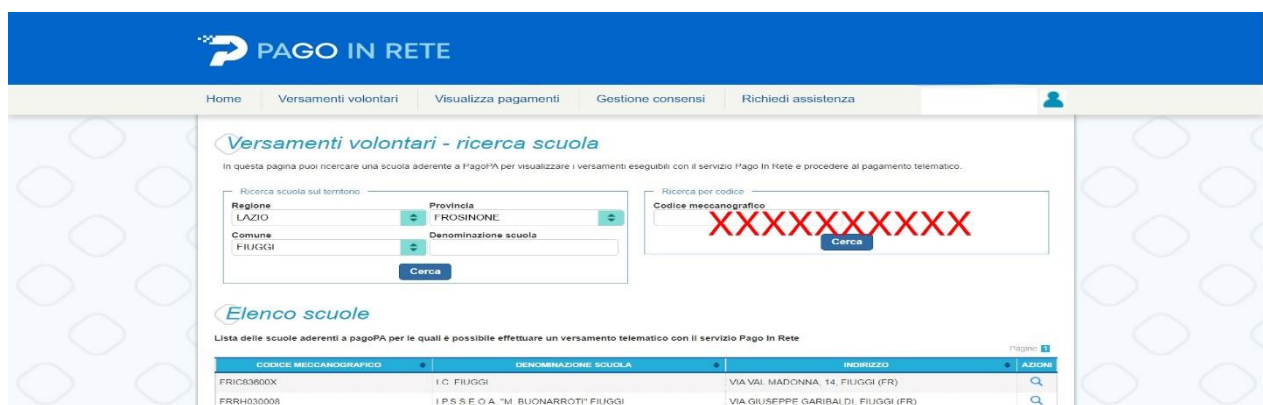 PAGO IN RETE
Home Versamenti volontari Visualizza pagamenti Gestione consensi Richiedi assistenza
Versamenti volontari - ricerca scuola
In questa pagina puoi ricercare una scuola aderente a PagoPA per visualizzare i versamenti eseguibili con il servizio Pago In Rete e procedere al pagamento telematico.
Ricerca scuola sul territorio
Regione Provincia
LAZIO FROSINONE
Comune Denominazione scuola
FIUGGI
Cerca
Ricerca per codice
Codice meccanografico
XXXXXXXXXX
Cerca
Elenco scuole
Lista delle scuole aderenti a pagoPA per le quali è possibile effettuare un versamento telematico con il servizio Pago In Rete
Pagine 1
CODICE MECCANOGRAFICO DENOMINAZIONE SCUOLA INDIRIZZO AZIONI
FRIC83600X I.C. FIUGGI VIA VAL MADONNA, 14, FIUGGI (FR)
FRRH030008 I.P.S.S.E.O.A. "M. BUONARROTI" FIUGGI VIA GIUSEPPE GARIBALDI, FIUGGI (FR)